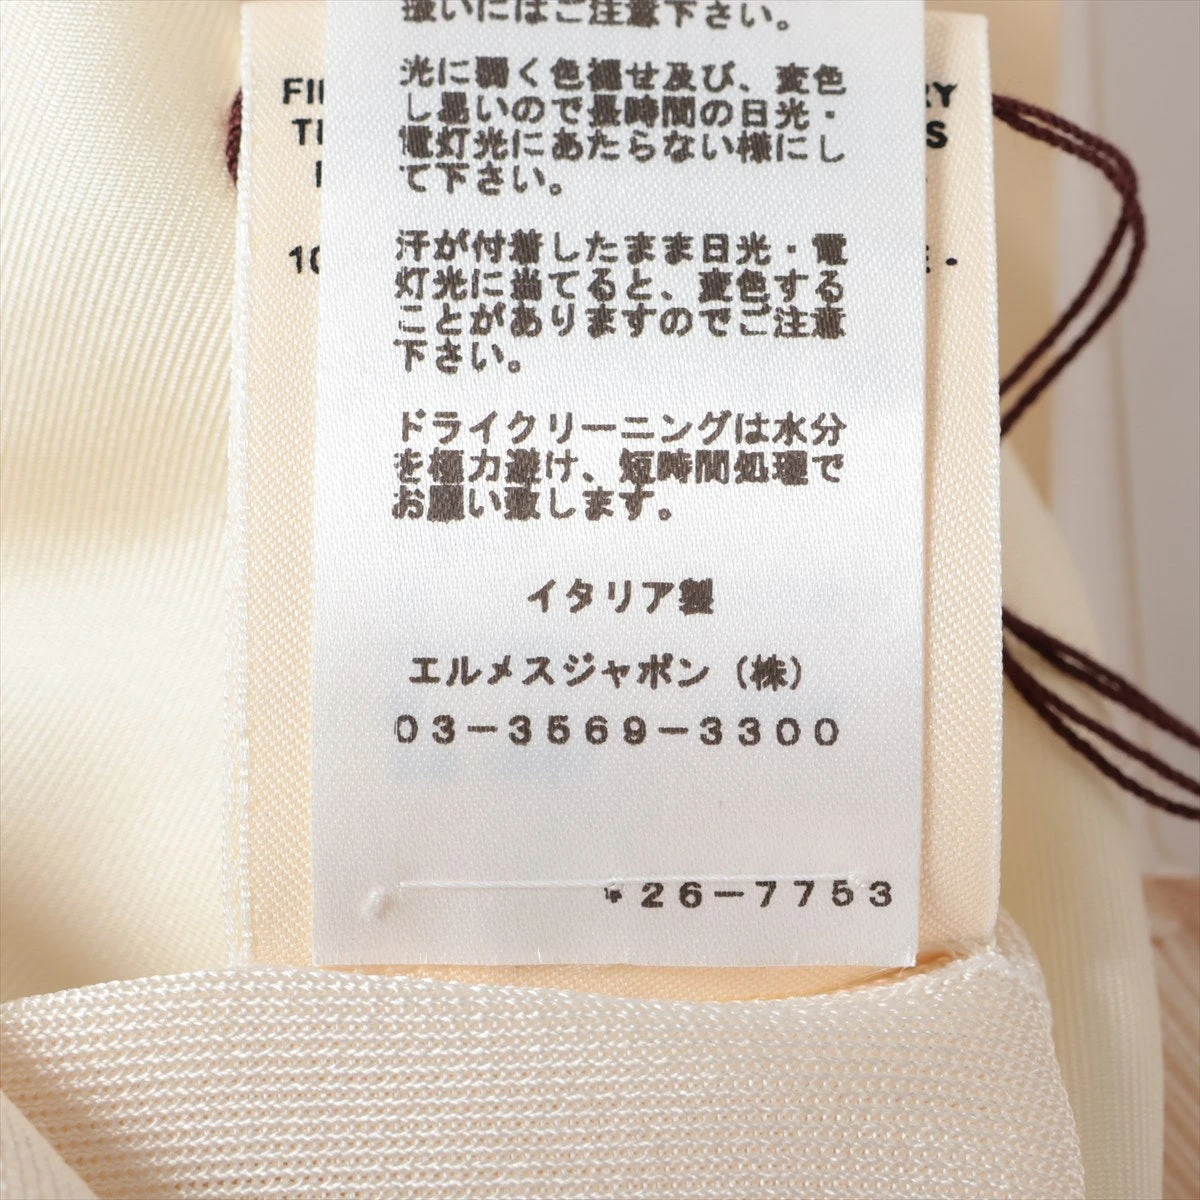 扱いにはご注意下さい。
光に弱く色褪せ及び、変色
し易いので長時間の日光・
電灯光にあたらない様にし
て下さい。
汗が付着したまま日光・電
灯光に当てると、変色する
ことがありますのでご注意
下さい。
ドライクリーニングは水分
を極力避け、短時間処理で
お願い致します。
イタリア製
エルメスジャポン（株）
03-3569-3300
26-7753